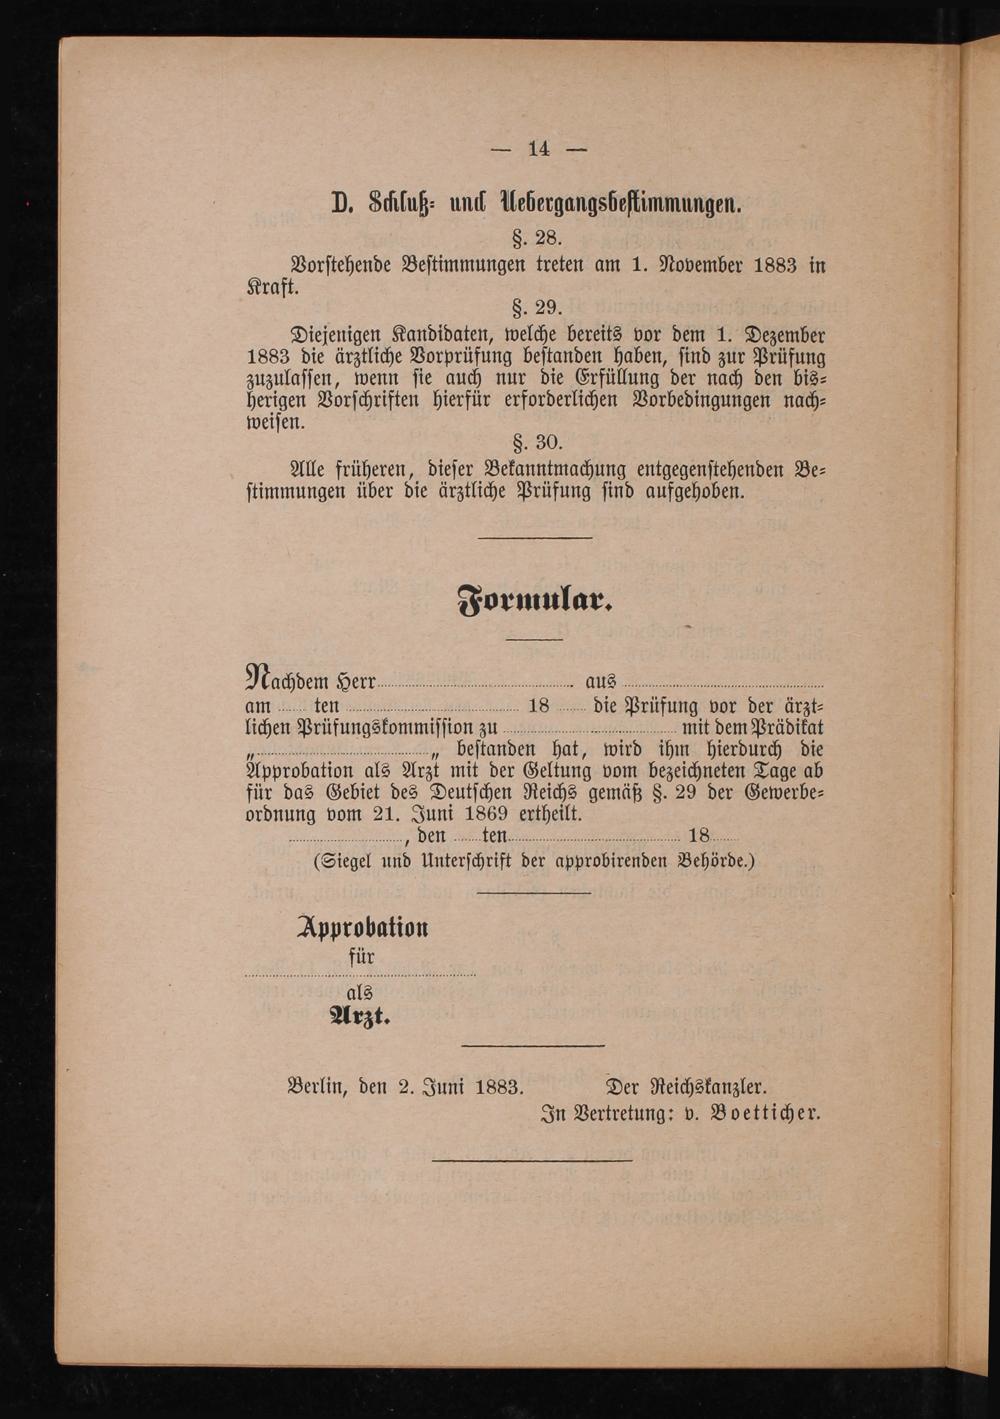 — 14 —
D. Schluß- und Uebergangsbestimmungen.
§. 28.
Vorstehende Bestimmungen treten am 1. November 1883 in
Kraft.
§. 29.
Diejenigen Kandidaten, welche bereits vor dem 1. Dezember
1883 die ärztliche Vorprüfung bestanden haben, sind zur Prüfung
zuzulassen, wenn sie auch nur die Erfüllung der nach den bis-
herigen Vorschriften hierfür erforderlichen Vorbedingungen nach-
weisen.
§. 30.
Alle früheren, dieser Bekanntmachung entgegenstehenden Be-
stimmungen über die ärztliche Prüfung sind aufgehoben.
Formular.
Nachdem Herr ........ aus ........
am ........ ten ........ 18 ........ die Prüfung vor der ärzt-
lichen Prüfungskommission zu ........ mit dem Prädikat
„ ........ „ bestanden hat, wird ihm hierdurch die
Approbation als Arzt mit der Geltung vom bezeichneten Tage ab
für das Gebiet des Deutschen Reichs gemäß §. 29 der Gewerbe-
ordnung vom 21. Juni 1869 ertheilt.
........, den ........ ten ........ 18 ........
(Siegel und Unterschrift der approbirenden Behörde.)
Approbation
für
........
als
Arzt.
Berlin, den 2. Juni 1883. Der Reichskanzler.
In Vertretung: v. Boetticher.